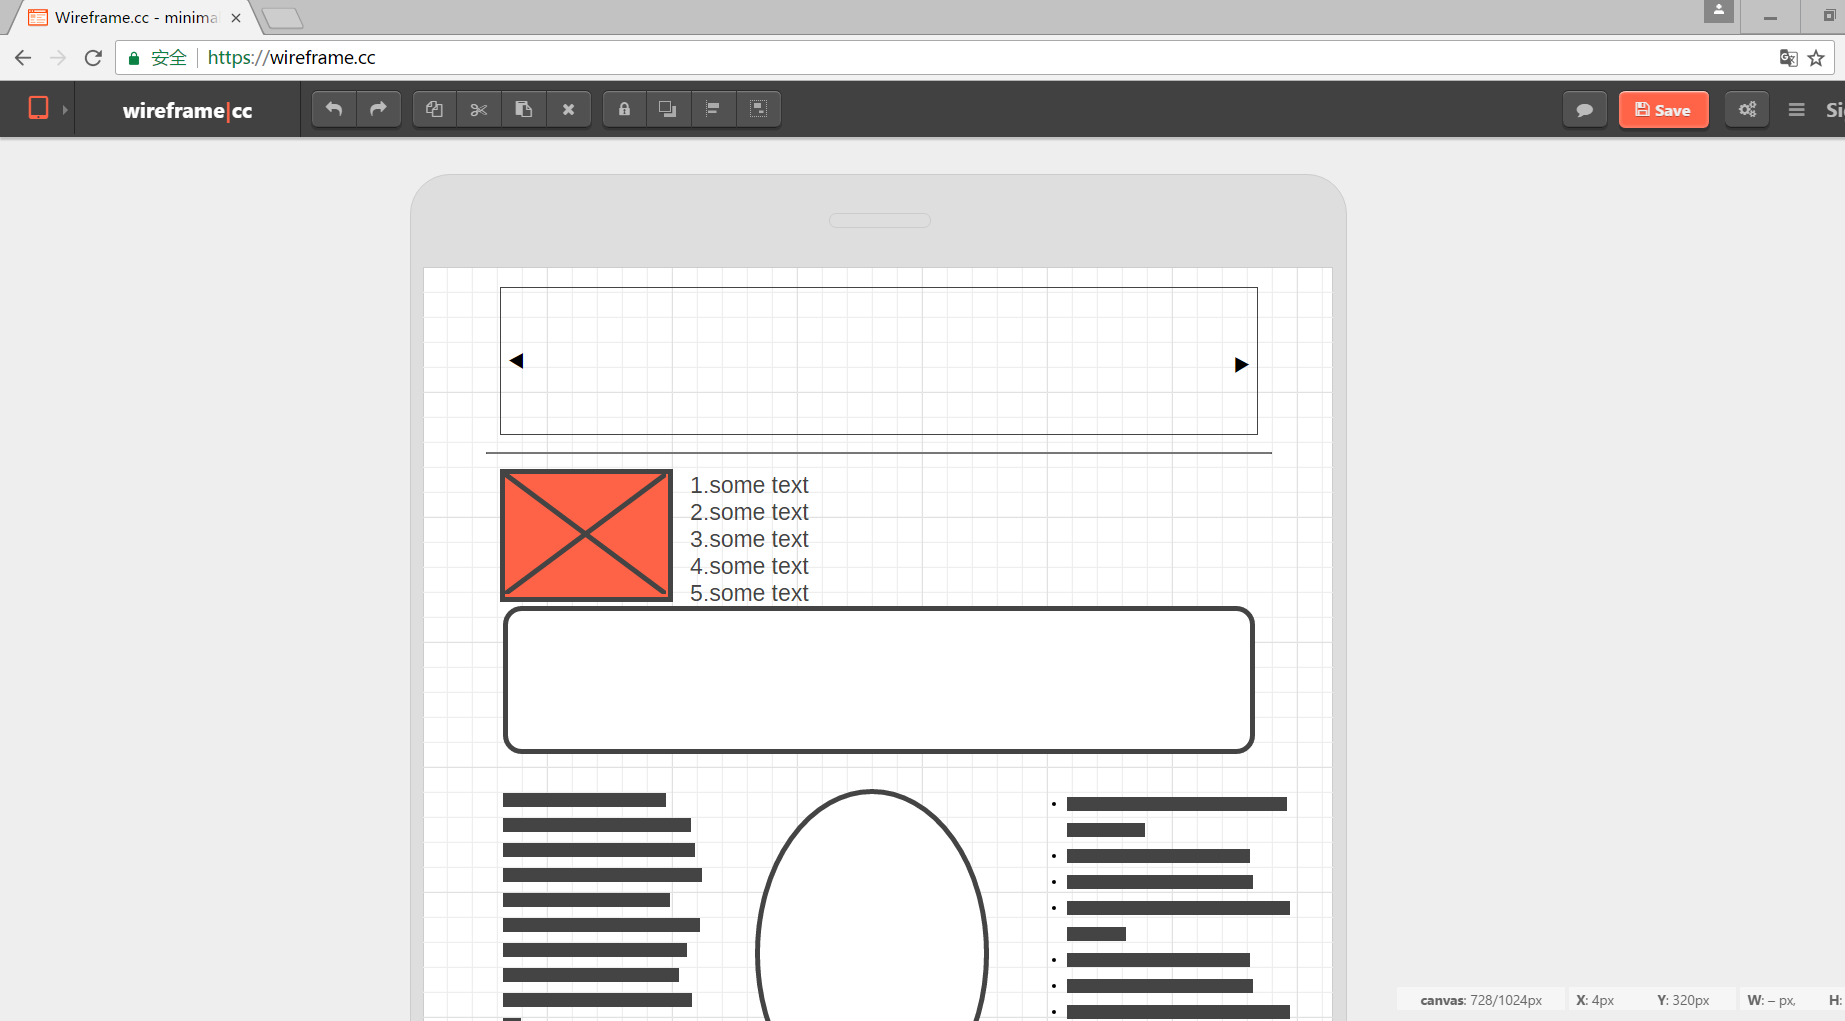 Wireframe.cc - minima
安全 https://wireframe.cc
wireframe|cc
Save
Si
1.some text
2.some text
3.some text
4.some text
5.some text
canvas: 728/1024px X: 4px Y: 320px W: – px, H: